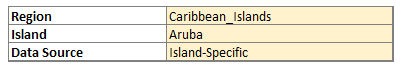 Region Caribbean_Islands
Island Aruba
Data Source Island-Specific